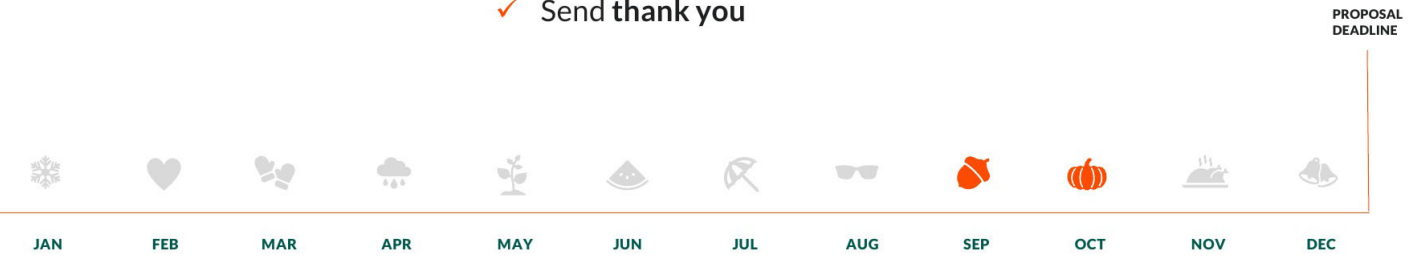 ✓ Send thank you
PROPOSAL
DEADLINE
JAN FEB MAR APR MAY JUN JUL AUG SEP OCT NOV DEC